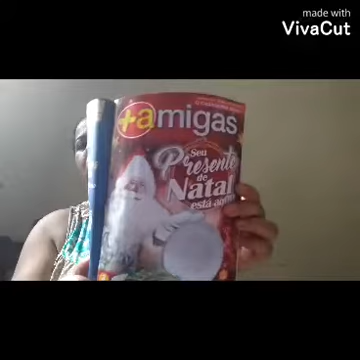 made with
VivaCut
+amigas
Seu
Presente
de
Natal
está aqui